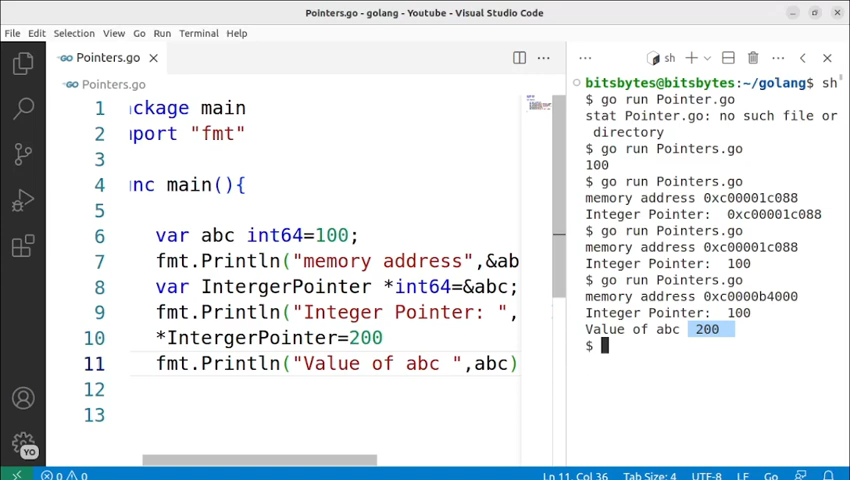 Pointers.go - golang - Youtube - Visual Studio Code
File Edit Selection View Go Run Terminal Help
Pointers.go
sh
Pointers.go
1 ackage main
2 nport "fmt"
3
4 unc main(){
5
6 var abc int64=100;
7 fmt.Println("memory address",&ab
8 var IntergerPointer *int64=&abc;
9 fmt.Println("Integer Pointer: ",
10 *IntergerPointer=200
11 fmt.Println("Value of abc ",abc)
12
13
bitsbytes@bitsbytes:~/golang$ sh
$ go run Pointer.go
stat Pointer.go: no such file or
directory
$ go run Pointers.go
100
$ go run Pointers.go
memory address 0xc00001c088
Integer Pointer: 0xc00001c088
$ go run Pointers.go
memory address 0xc00001c088
Integer Pointer: 100
$ go run Pointers.go
memory address 0xc0000b4000
Integer Pointer: 100
Value of abc 200
$
YO
0 0 Ln 11, Col 36 Tab Size: 4 UTF-8 LF Go